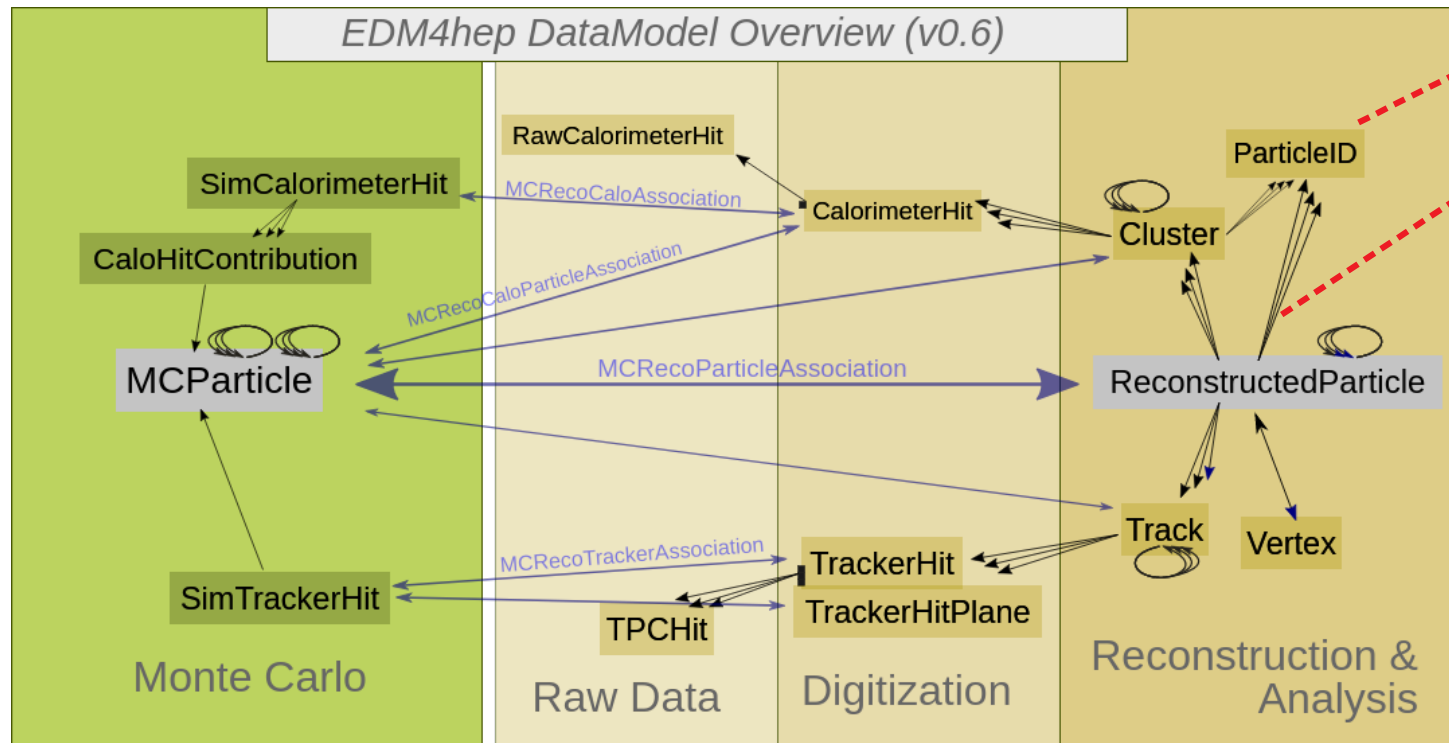 EDM4hep DataModel Overview (v0.6)
RawCalorimeterHit
ParticleID
SimCalorimeterHit
MCRecoCaloAssociation
CalorimeterHit
Cluster
CaloHitContribution
MCRecoCaloParticleAssociation
MCParticle
MCRecoParticleAssociation
ReconstructedParticle
Track
Vertex
MCRecoTrackerAssociation
TrackerHit
SimTrackerHit
TrackerHitPlane
TPCHit
Monte Carlo
Raw Data
Digitization
Reconstruction &
Analysis